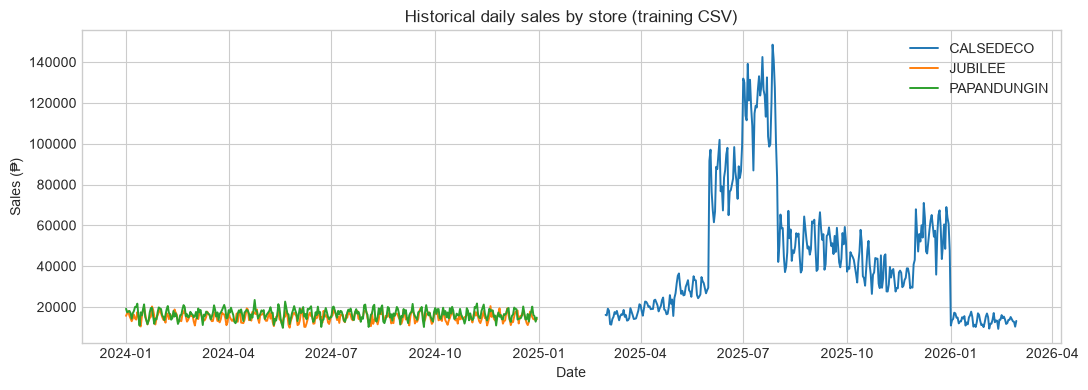 Historical daily sales by store (training CSV)
Sales (₱)
140000
120000
100000
80000
60000
40000
20000
CALSEDECO
JUBILEE
PAPANDUNGIN
2024-01 2024-04 2024-07 2024-10 2025-01 2025-04 2025-07 2025-10 2026-01 2026-04
Date